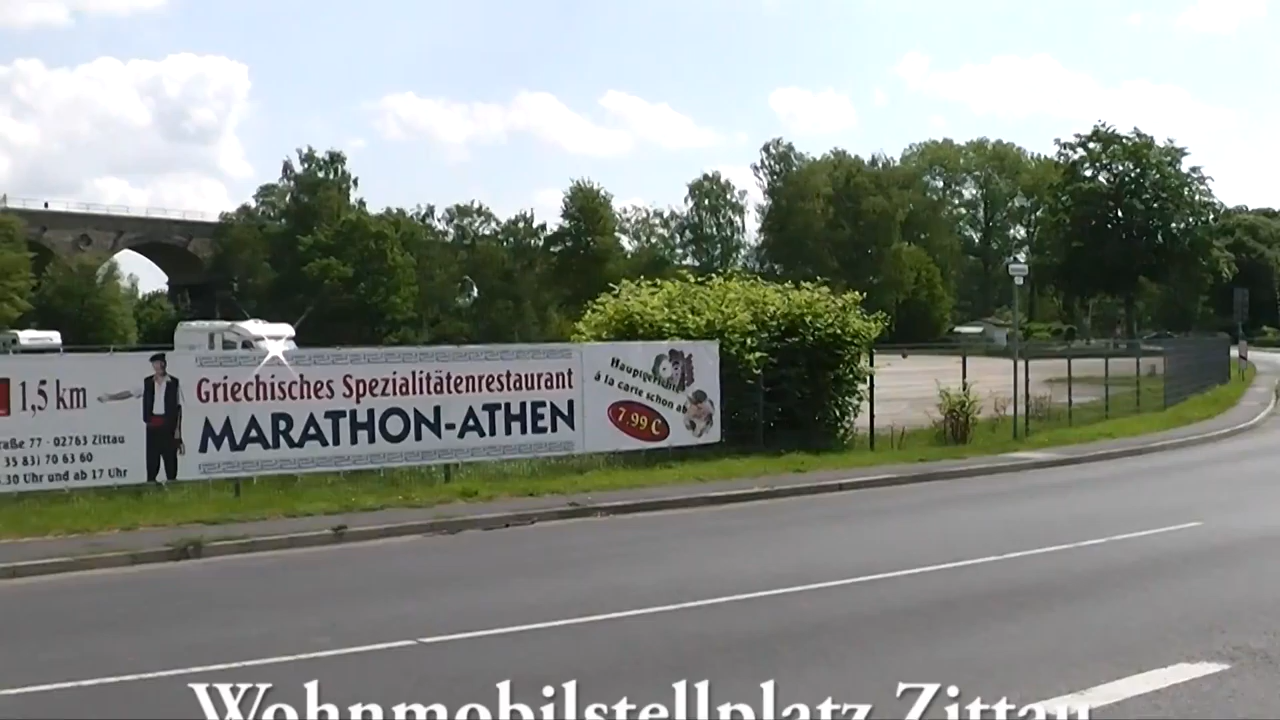 1,5 km
raße 77 - 02763 Zittau
35 83) 70 63 60
.30 Uhr und ab 17 Uhr
Griechisches Spezialitätenrestaurant
MARATHON-ATHEN
Hauptgerichte
á la carte schon ab
7,99 €
Wohnmobilstellplatz Zittau